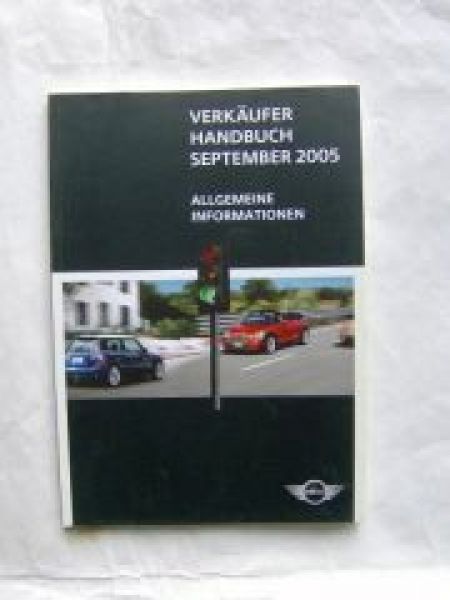 VERKÄUFER
HANDBUCH
SEPTEMBER 2005
ALLGEMEINE
INFORMATIONEN